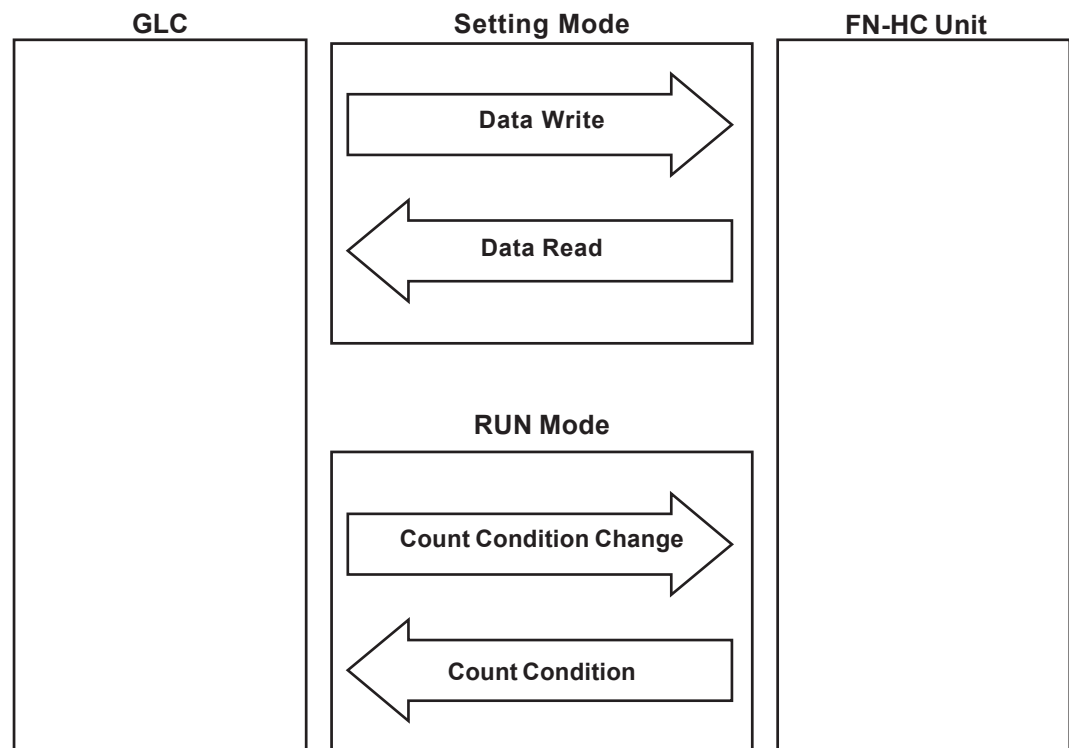 GLC
Setting Mode
FN-HC Unit
Data Write
Data Read
RUN Mode
Count Condition Change
Count Condition